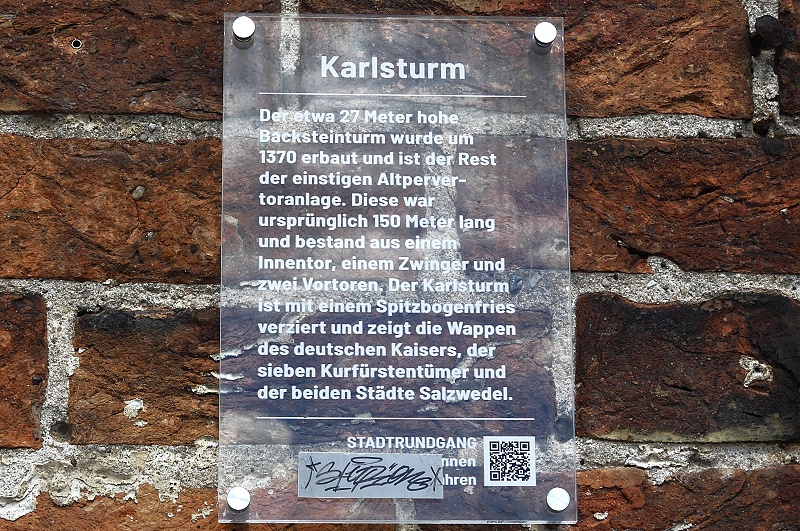 Karlsturm
Der etwa 27 Meter hohe
Backsteinturm wurde um
1370 erbaut und ist der Rest
der einstigen Altperver-
toranlage. Diese war
ursprünglich 150 Meter lang
und bestand aus einem
Innentor, einem Zwinger und
zwei Vortoren. Der Karlsturm
ist mit einem Spitzbogenfries
verziert und zeigt die Wappen
des deutschen Kaisers, der
sieben Kurfürstentümer und
der beiden Städte Salzwedel.
STADTRUNDGANG
nnen
hren